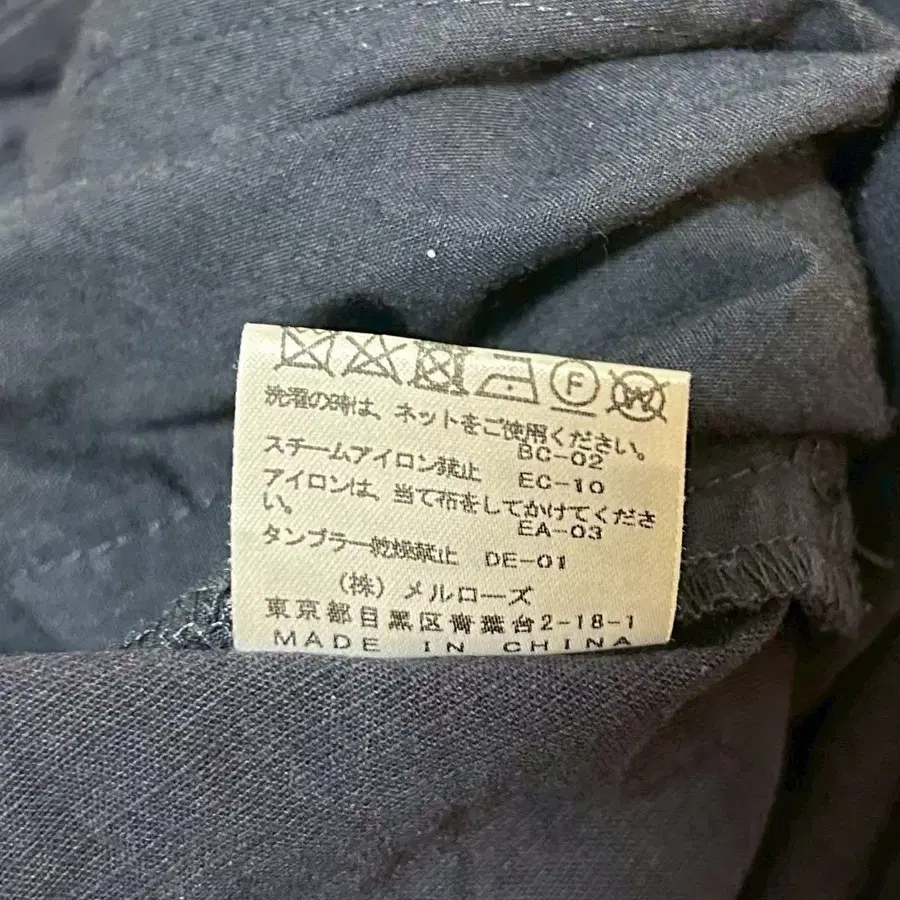 F W
洗濯の時は、ネットをご使用ください。
BC-02
スチームアイロン禁止 EC-10
アイロンは、当て布をしてかけてくださ
い。 EA-03
タンブラー乾燥禁止 DE-01
(株)メルローズ
東京都目黒区青葉台2-18-1
MADE IN CHINA